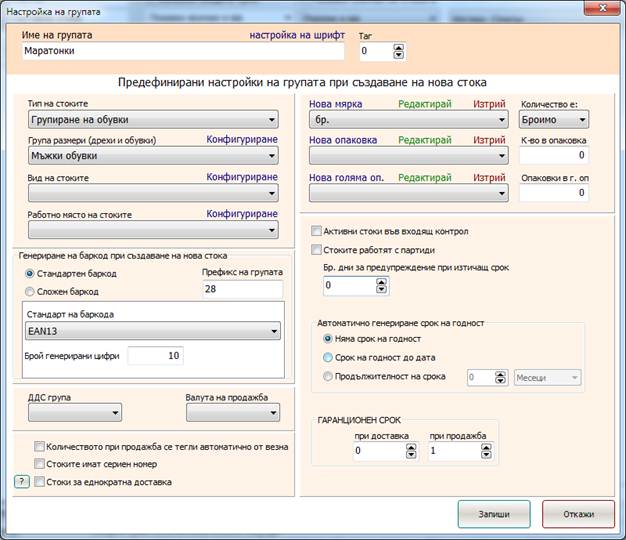 Настройка на групата
Име на групата настройка на шрифт Таг
Маратонки 0
Предефинирани настройки на групата при създаване на нова стока
Тип на стоките
Групиране на обувки
Група размери (дрехи и обувки) Конфигуриране
Мъжки обувки
Вид на стоките Конфигуриране
Работно място на стоките Конфигуриране
Нова мярка Редактирай Изтрий Количество е:
бр. Броимо
Нова опаковка Редактирай Изтрий К-во в опаковка
0
Нова голяма оп. Редактирай Изтрий Опаковки в г. оп
0
Генериране на баркод при създаване на нова стока
Стандартен баркод Префикс на групата
Сложен баркод 28
Стандарт на баркода
EAN13
Брой генерирани цифри 10
ДДС група Валута на продажба
Количеството при продажба се тегли автоматично от везна
Стоките имат сериен номер
? Стоки за еднократна доставка
Активни стоки във входящ контрол
Стоките работят с партиди
Бр. дни за предупреждение при изтичащ срок
0
Автоматично генериране срок на годност
Няма срок на годност
Срок на годност до дата
Продължителност на срока 0 Месеци
ГАРАНЦИОНЕН СРОК
при доставка при продажба
0 1
Запиши Откажи